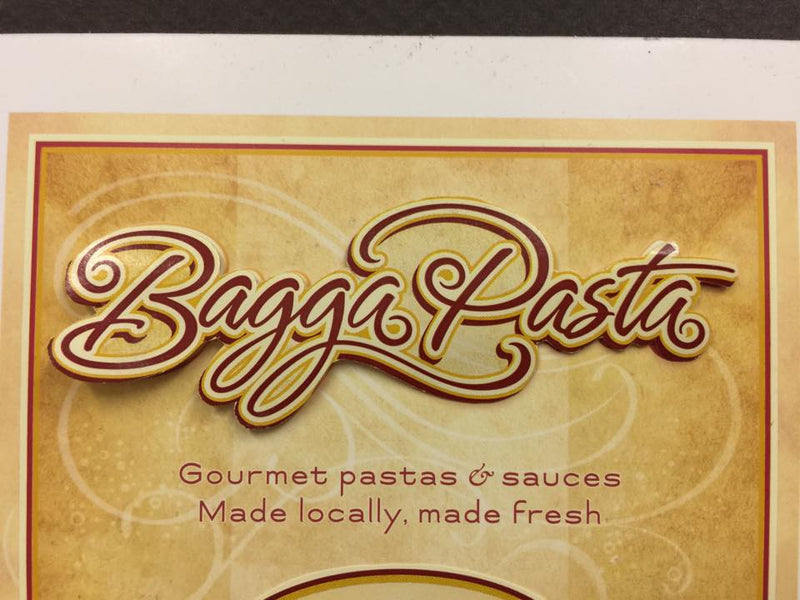 Bagga Pasta
Gourmet pastas & sauces
Made locally, made fresh